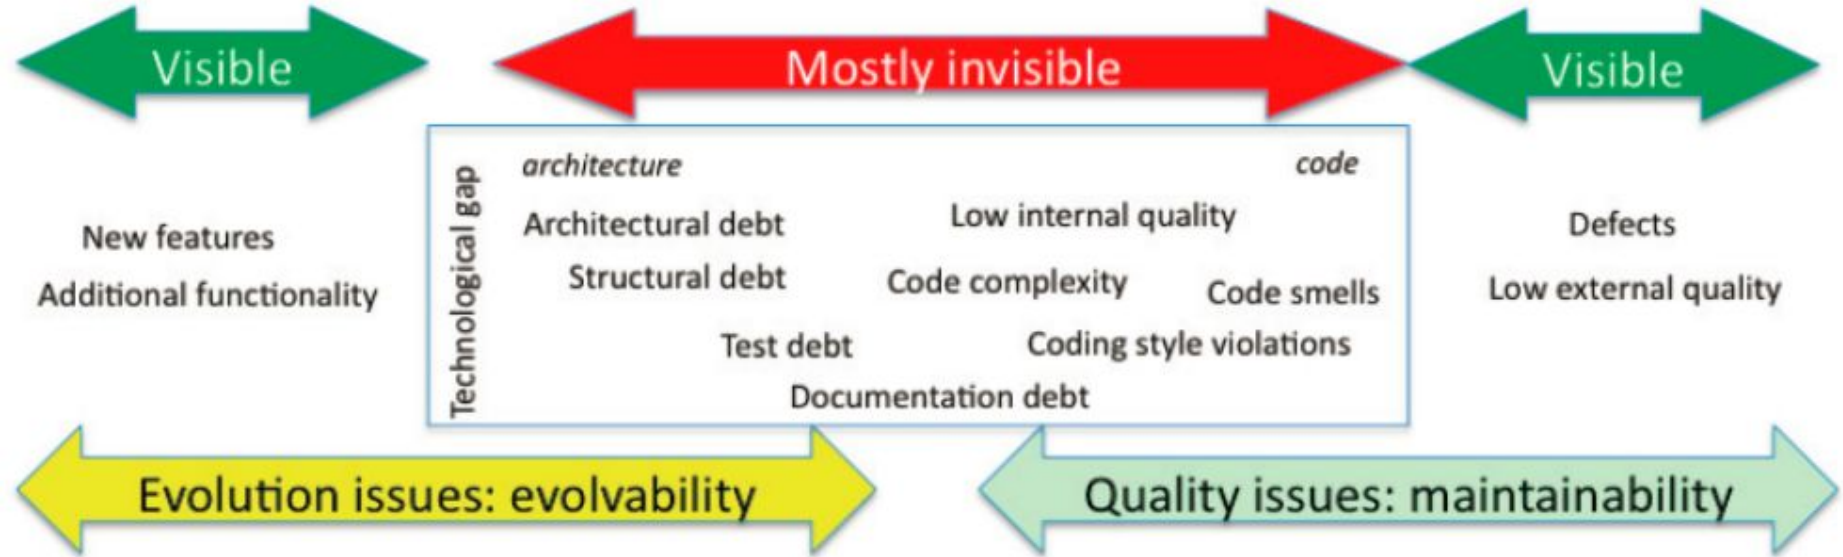 Visible
Mostly invisible
Visible
Technological gap
architecture
code
New features
Additional functionality
Architectural debt
Low internal quality
Structural debt
Code complexity
Code smells
Test debt
Coding style violations
Documentation debt
Defects
Low external quality
Evolution issues: evolvability
Quality issues: maintainability